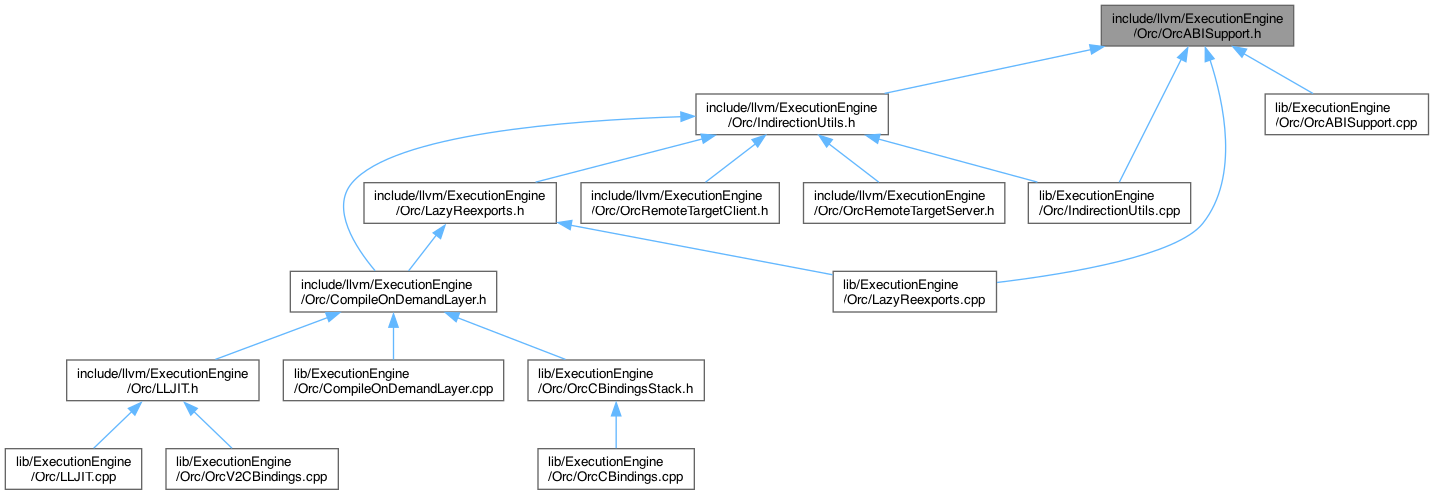 include/llvm/ExecutionEngine
/Orc/OrcABISupport.h
include/llvm/ExecutionEngine
/Orc/IndirectionUtils.h
lib/ExecutionEngine
/Orc/OrcABISupport.cpp
include/llvm/ExecutionEngine
/Orc/LazyReexports.h
include/llvm/ExecutionEngine
/Orc/OrcRemoteTargetClient.h
include/llvm/ExecutionEngine
/Orc/OrcRemoteTargetServer.h
lib/ExecutionEngine
/Orc/IndirectionUtils.cpp
include/llvm/ExecutionEngine
/Orc/CompileOnDemandLayer.h
lib/ExecutionEngine
/Orc/LazyReexports.cpp
include/llvm/ExecutionEngine
/Orc/LLJIT.h
lib/ExecutionEngine
/Orc/CompileOnDemandLayer.cpp
lib/ExecutionEngine
/Orc/OrcCBindingsStack.h
lib/ExecutionEngine
/Orc/LLJIT.cpp
lib/ExecutionEngine
/Orc/OrcV2CBindings.cpp
lib/ExecutionEngine
/Orc/OrcCBindings.cpp